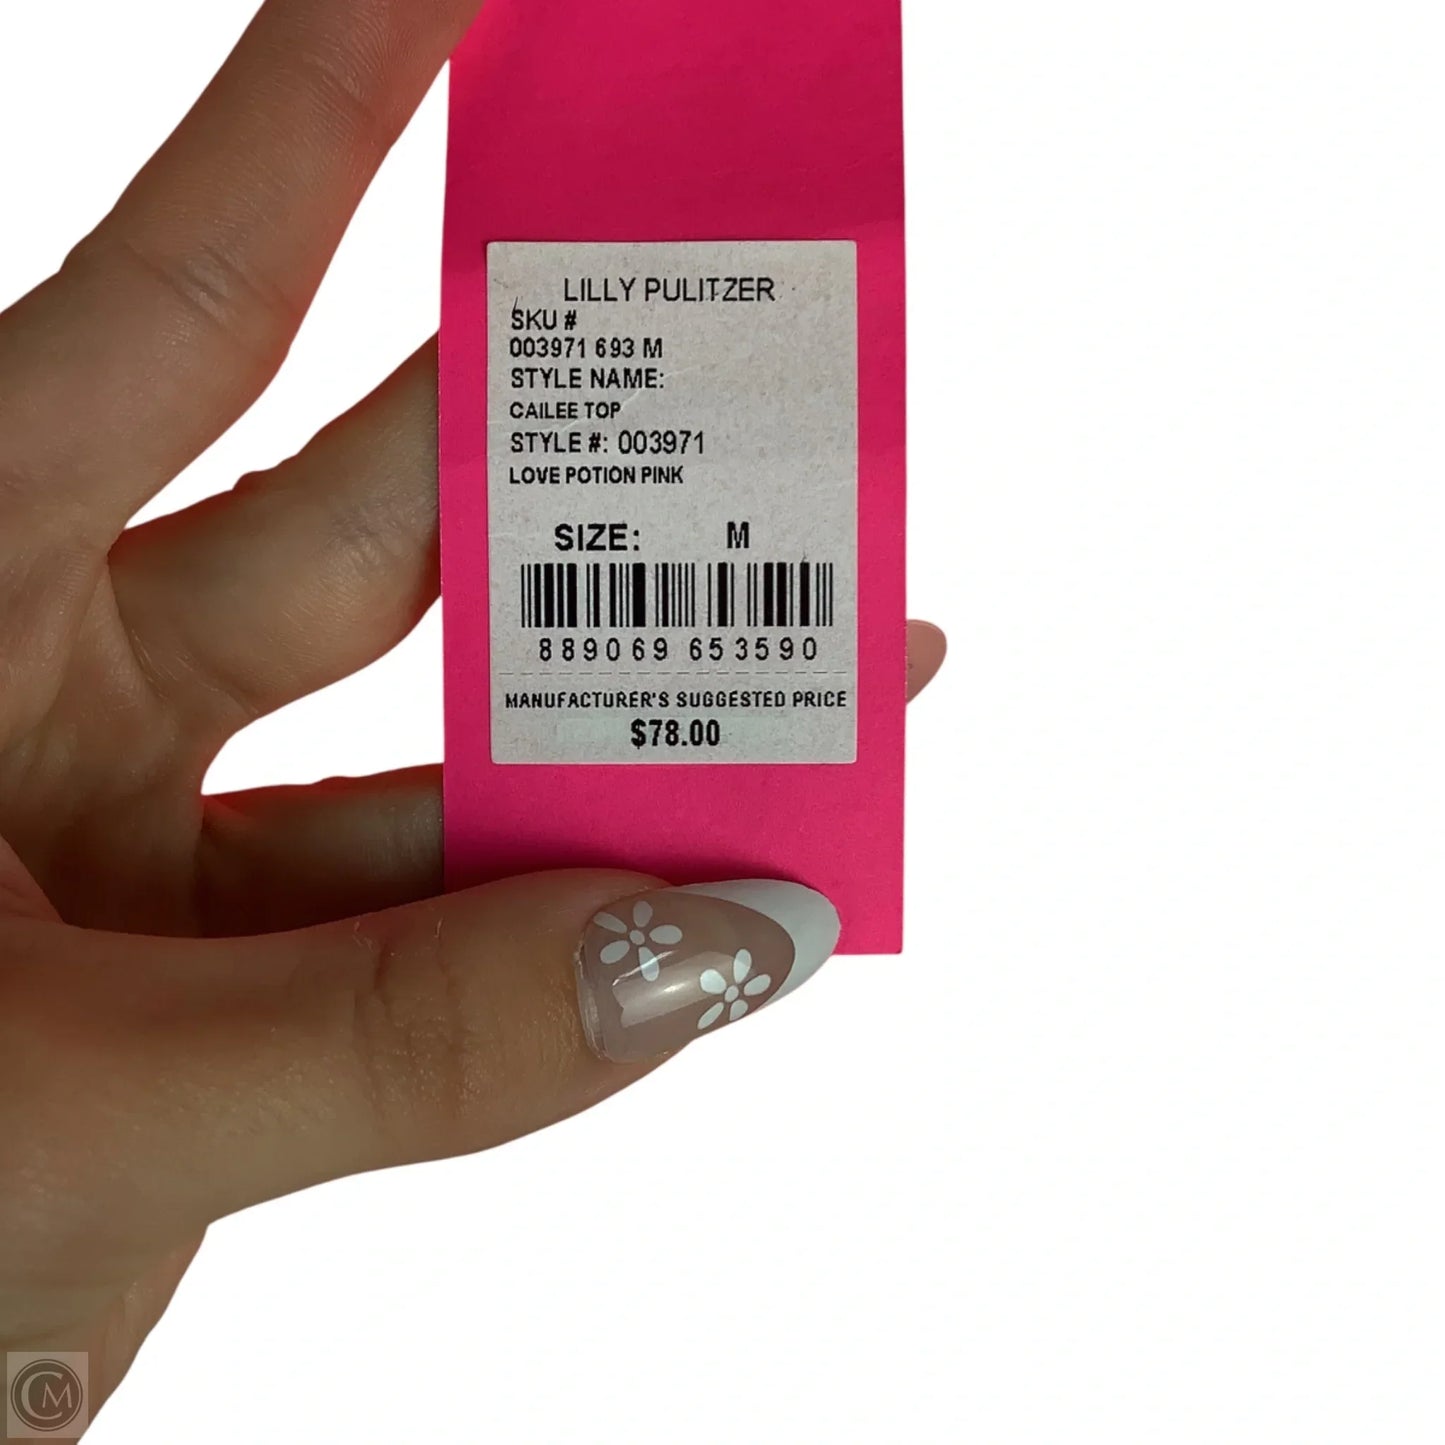 LILLY PULITZER
SKU #
003971 693 M
STYLE NAME:
CAILEE TOP
STYLE #: 003971
LOVE POTION PINK
SIZE: M
889069 653590
MANUFACTURER'S SUGGESTED PRICE
$78.00
CM